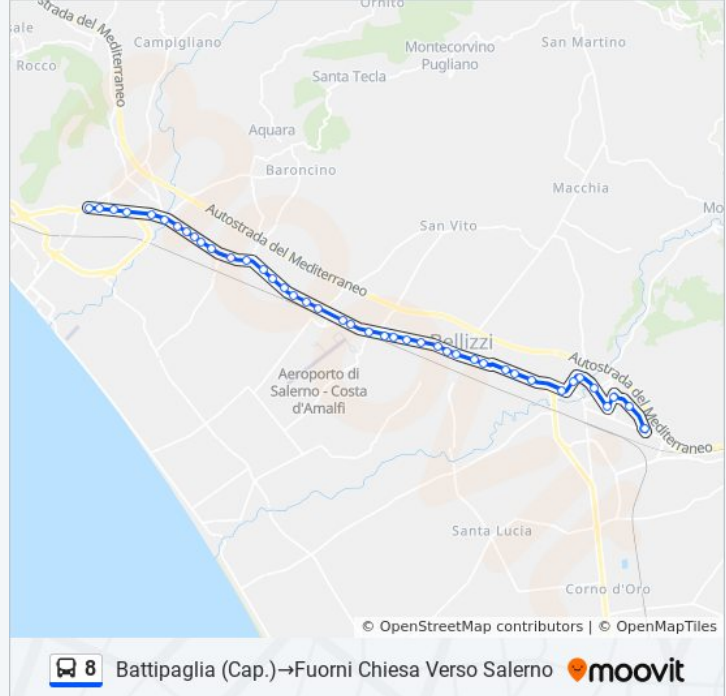 Ornito
Strada del Mediterraneo
sale
Campigliano
San Martino
Montecorvino
Pugliano
Rocco
Santa Tecla
Aquara
Baroncino
Macchia
Mo
Autostrada del Mediterraneo
San Vito
Bellizzi
Autostrada del Mediterraneo
Aeroporto di
Salerno - Costa
d'Amalfi
Santa Lucia
Corno d'Oro
© OpenStreetMap contributors | © OpenMapTiles
8 Battipaglia (Cap.)→Fuorni Chiesa Verso Salerno moovit